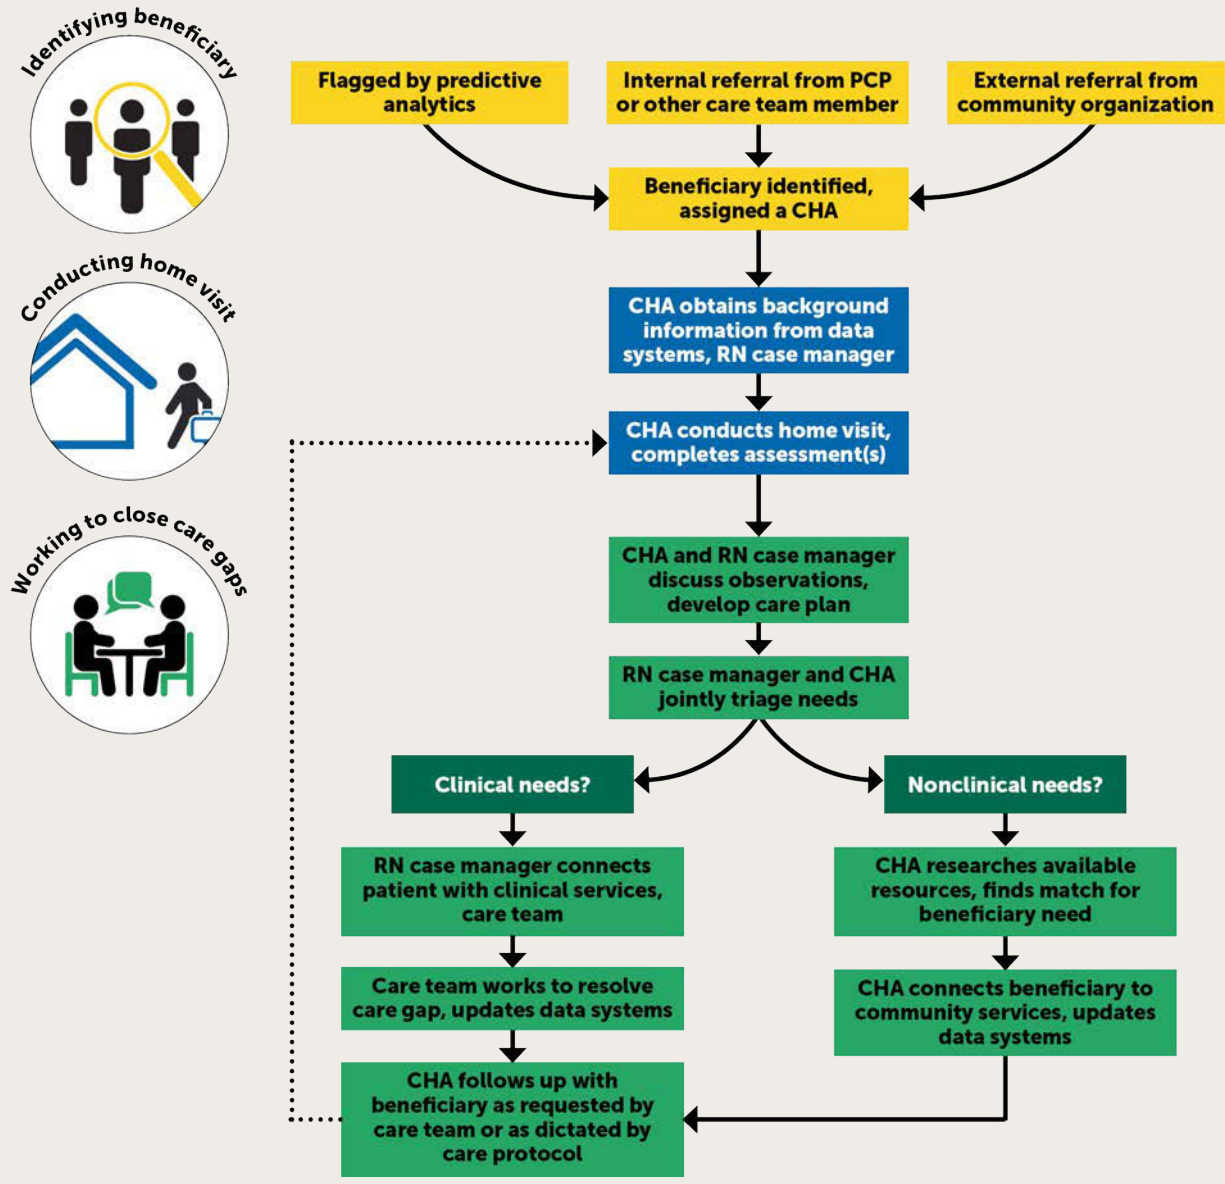 Identifying beneficiary
Flagged by predictive
analytics
Internal referral from PCP
or other care team member
External referral from
community organization
Beneficiary identified,
assigned a CHA
Conducting home visit
CHA obtains background
information from data
systems, RN case manager
CHA conducts home visit,
completes assessment(s)
Working to close care gaps
CHA and RN case manager
discuss observations,
develop care plan
RN case manager and CHA
jointly triage needs
Clinical needs?
Nonclinical needs?
RN case manager connects
patient with clinical services,
care team
CHA researches available
resources, finds match for
beneficiary need
Care team works to resolve
care gap, updates data systems
CHA connects beneficiary to
community services, updates
data systems
CHA follows up with
beneficiary as requested by
care team or as dictated by
care protocol